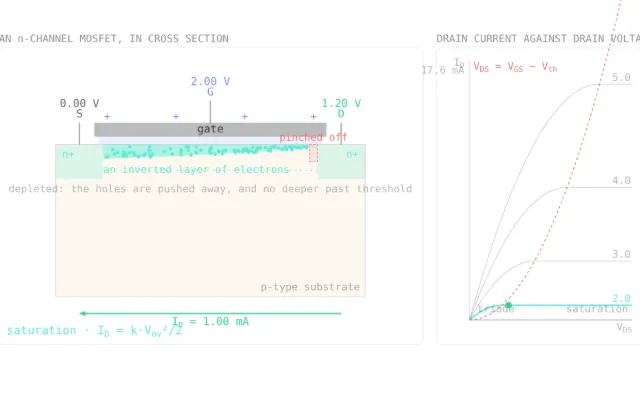 AN n-CHANNEL MOSFET, IN CROSS SECTION
2.00 V
G
0.00 V
S
1.20 V
D
+ + + +
gate
pinched off
n+
n+
an inverted layer of electrons
depleted: the holes are pushed away, and no deeper past threshold
p-type substrate
I_D = 1.00 mA
saturation · I_D = k·V_ov²/2
DRAIN CURRENT AGAINST DRAIN VOLTA
I_D
17.6 mA
V_DS = V_GS − V_th
5.0
4.0
3.0
2.0
triode
saturation
V_DS